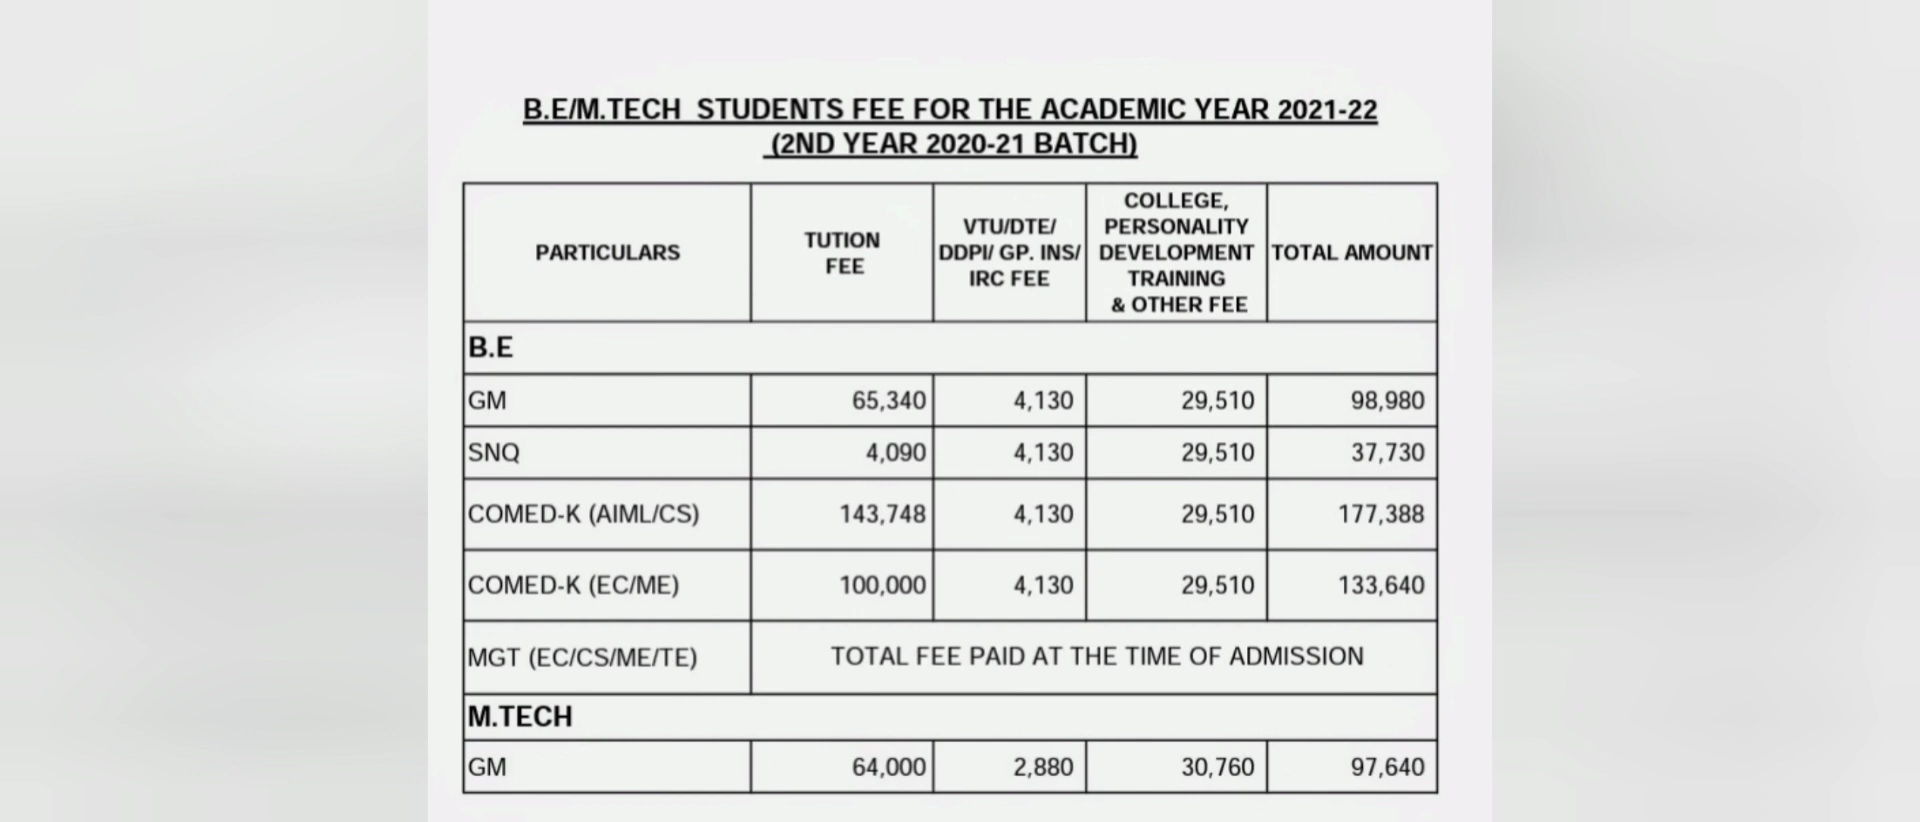 B.E/M.TECH STUDENTS FEE FOR THE ACADEMIC YEAR 2021-22
(2ND YEAR 2020-21 BATCH)
PARTICULARS
TUTION
FEE
VTU/DTE/
DDPI/ GP. INS/
IRC FEE
COLLEGE,
PERSONALITY
DEVELOPMENT
TRAINING
& OTHER FEE
TOTAL AMOUNT
B.E
GM 65,340 4,130 29,510 98,980
SNQ 4,090 4,130 29,510 37,730
COMED-K (AIML/CS) 143,748 4,130 29,510 177,388
COMED-K (EC/ME) 100,000 4,130 29,510 133,640
MGT (EC/CS/ME/TE) TOTAL FEE PAID AT THE TIME OF ADMISSION
M.TECH
GM 64,000 2,880 30,760 97,640